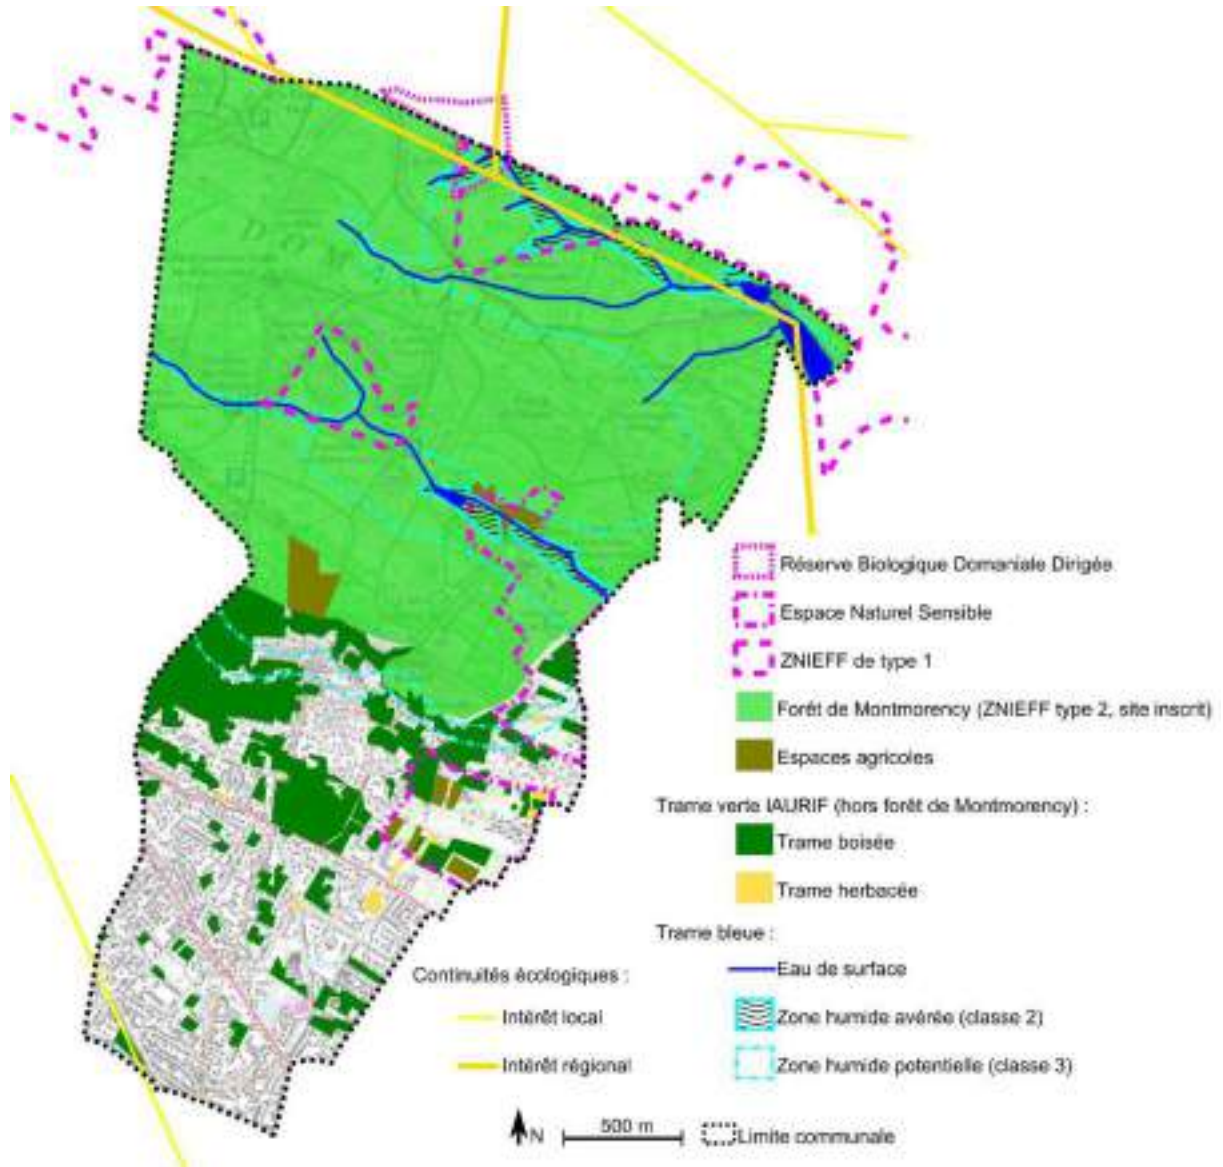 DOMA
Réserve Biologique Domaniale Dirigée
Espace Naturel Sensible
ZNIEFF de type 1
Forêt de Montmorency (ZNIEFF type 2, site inscrit)
Espaces agricoles
Trame verte IAURIF (hors forêt de Montmorency) :
Trame boisée
Trame herbacée
Trame bleue :
Eau de surface
Continuités écologiques :
Intérêt local
Zone humide avérée (classe 2)
Intérêt régional
Zone humide potentielle (classe 3)
N
500 m
Limite communale